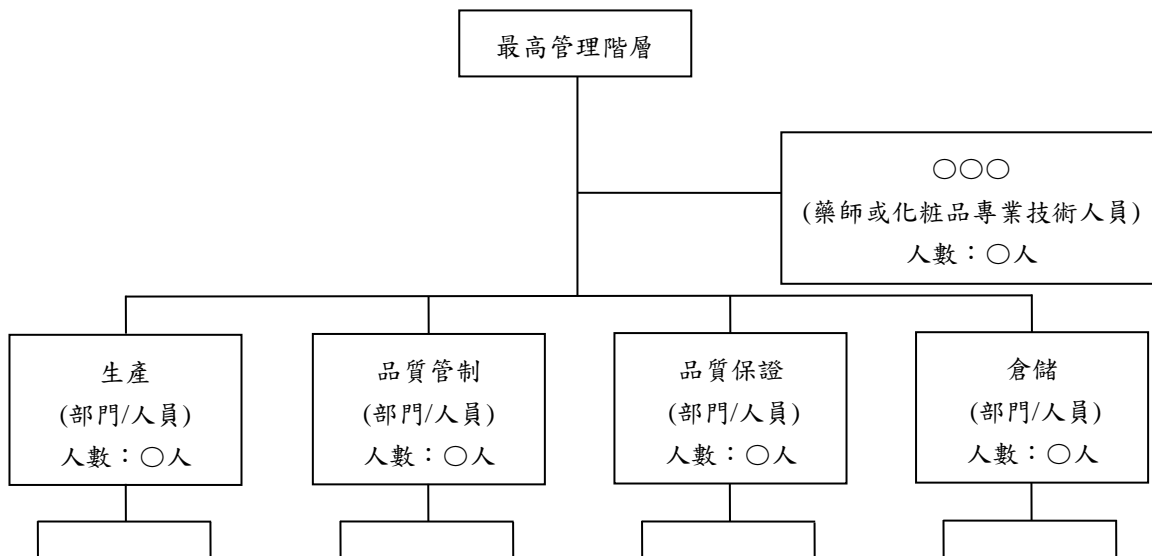 最高管理階層
○○○
(藥師或化粧品專業技術人員)
人數：○人
生產
(部門/人員)
人數：○人
品質管制
(部門/人員)
人數：○人
品質保證
(部門/人員)
人數：○人
倉儲
(部門/人員)
人數：○人